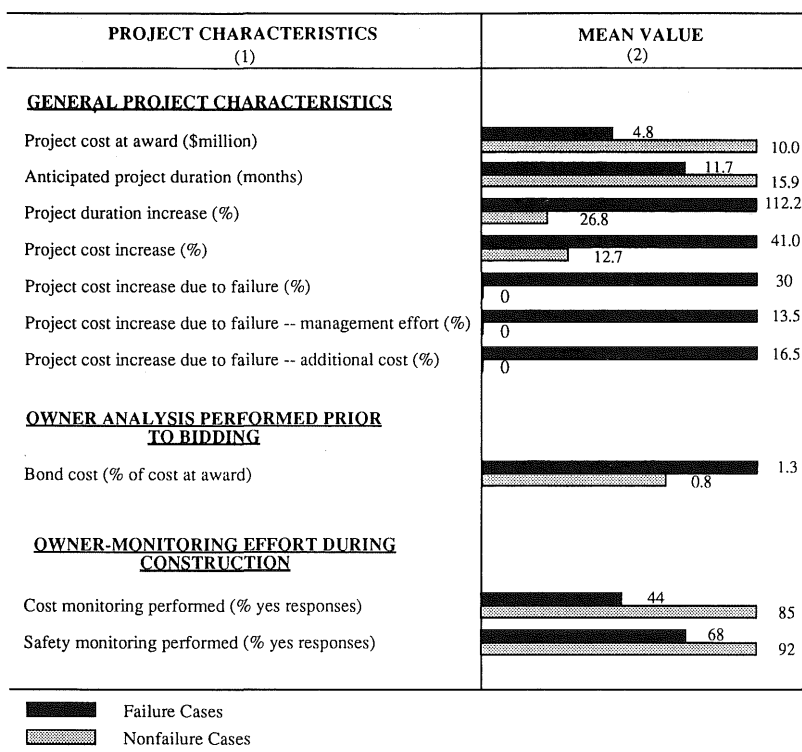 PROJECT CHARACTERISTICS MEAN VALUE
(1) (2)
GENERAL PROJECT CHARACTERISTICS
Project cost at award ($million) 4.8
10.0
Anticipated project duration (months) 11.7
15.9
Project duration increase (%) 112.2
26.8
Project cost increase (%) 41.0
12.7
Project cost increase due to failure (%) 30
0
Project cost increase due to failure -- management effort (%) 13.5
0
Project cost increase due to failure -- additional cost (%) 16.5
0
OWNER ANALYSIS PERFORMED PRIOR
TO BIDDING
Bond cost (% of cost at award) 1.3
0.8
OWNER-MONITORING EFFORT DURING
CONSTRUCTION
Cost monitoring performed (% yes responses) 44
85
Safety monitoring performed (% yes responses) 68
92
Failure Cases
Nonfailure Cases